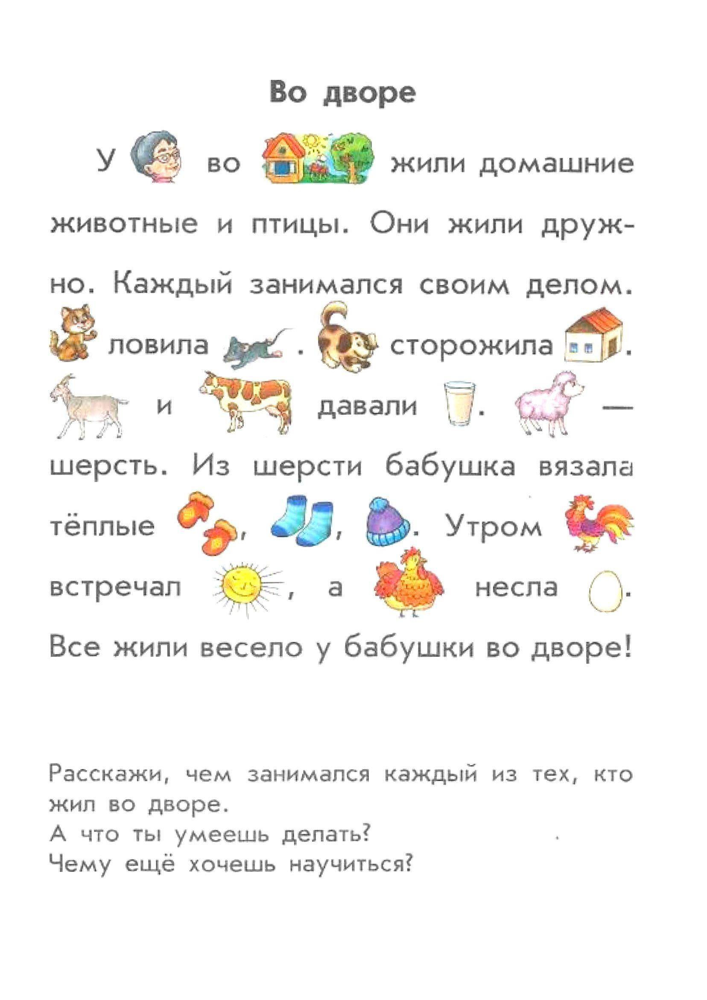 Во дворе
У во жили домашние
животные и птицы. Они жили друж-
но. Каждый занимался своим делом.
ловила . сторожила .
и давали . —
шерсть. Из шерсти бабушка вязала
тёплые , , . Утром
встречал , а несла .
Все жили весело у бабушки во дворе!
Расскажи, чем занимался каждый из тех, кто
жил во дворе.
А что ты умеешь делать?
Чему ещё хочешь научиться?